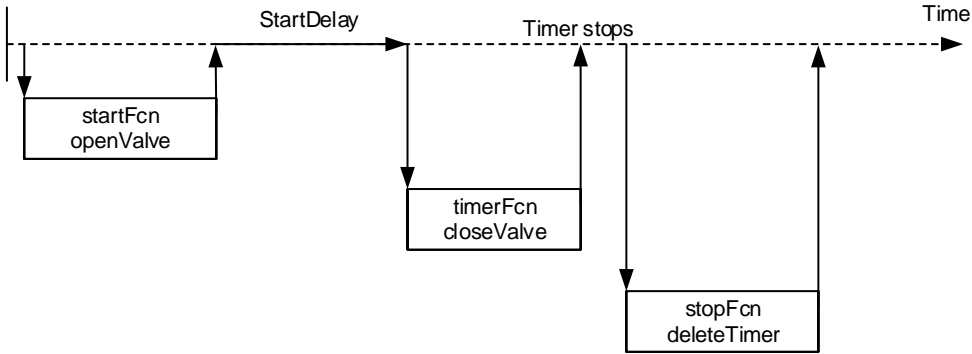 StartDelay
Timer stops
Time
startFcn
openValve
timerFcn
closeValve
stopFcn
deleteTimer